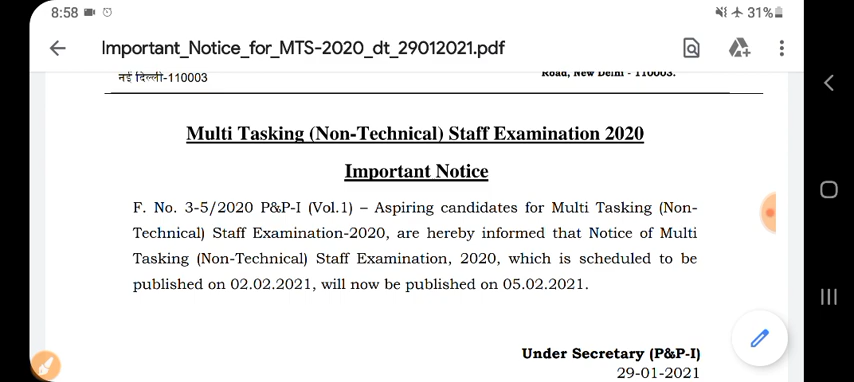 8:58
31%
Important_Notice_for_MTS-2020_dt_29012021.pdf
नई दिल्ली-110003
Road, New Delhi - 110003.
Multi Tasking (Non-Technical) Staff Examination 2020
Important Notice
F. No. 3-5/2020 P&P-I (Vol.1) – Aspiring candidates for Multi Tasking (Non-
Technical) Staff Examination-2020, are hereby informed that Notice of Multi
Tasking (Non-Technical) Staff Examination, 2020, which is scheduled to be
published on 02.02.2021, will now be published on 05.02.2021.
Under Secretary (P&P-I)
29-01-2021